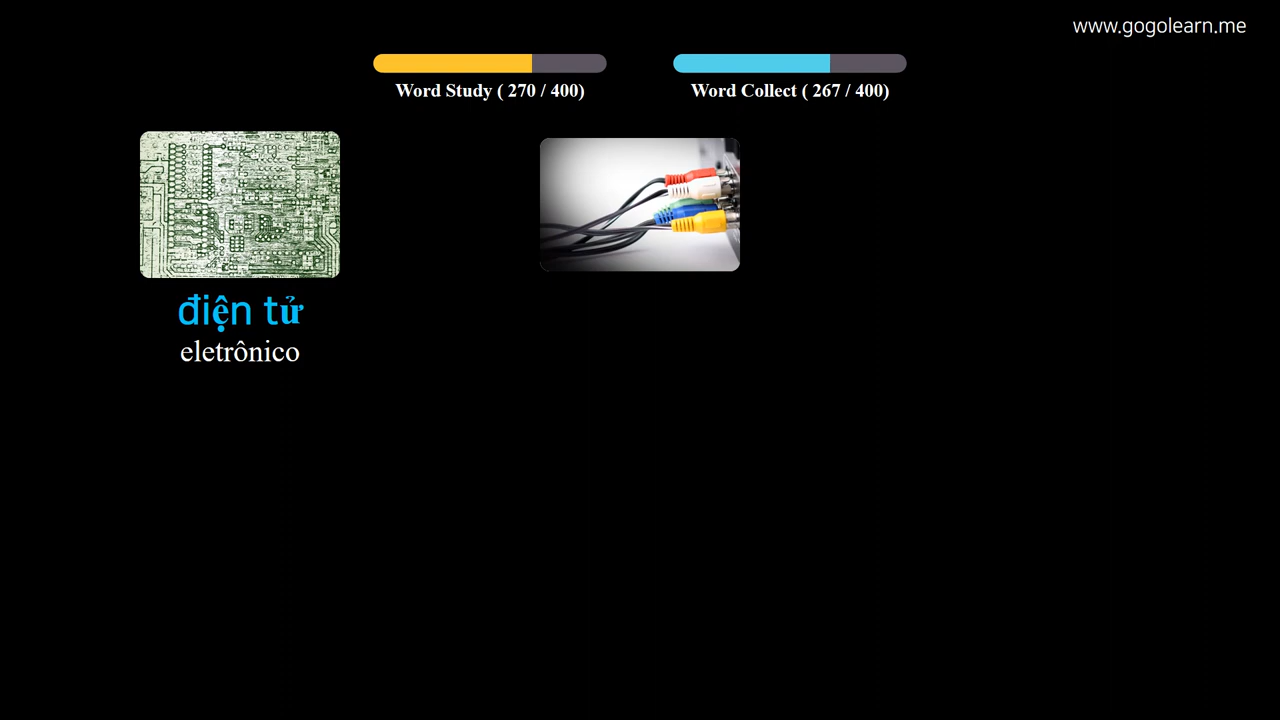 www.gogolearn.me
Word Study ( 270 / 400)
Word Collect ( 267 / 400)
điện tử
eletrônico